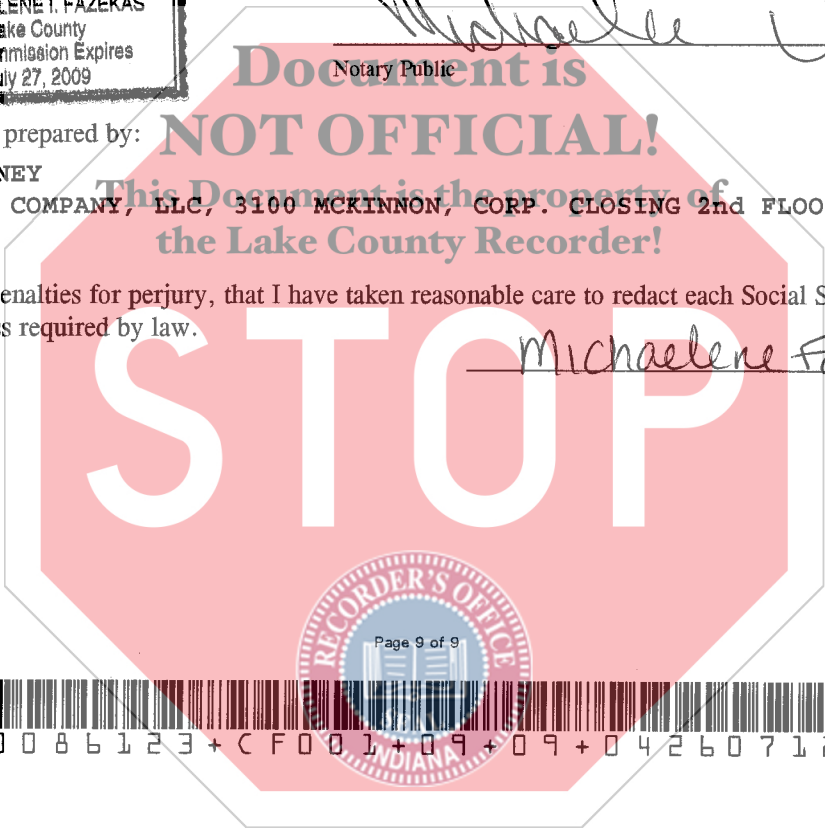 LENE I. FAZEKAS
ake County
mmission Expires
ly 27, 2009
Michaelene
Notary Public
Document is
NOT OFFICIAL!
This Document is the property of
the Lake County Recorder!
prepared by:
NEY
COMPANY, LLC, 3100 MCKINNON, CORP. CLOSING 2nd FLOO
enalties for perjury, that I have taken reasonable care to redact each Social S
s required by law.
Michaelene F
STOP
RECORDER'S OFFICE
Page 9 of 9
SEAL
INDIANA
0086123+CF001+09+09+0426071